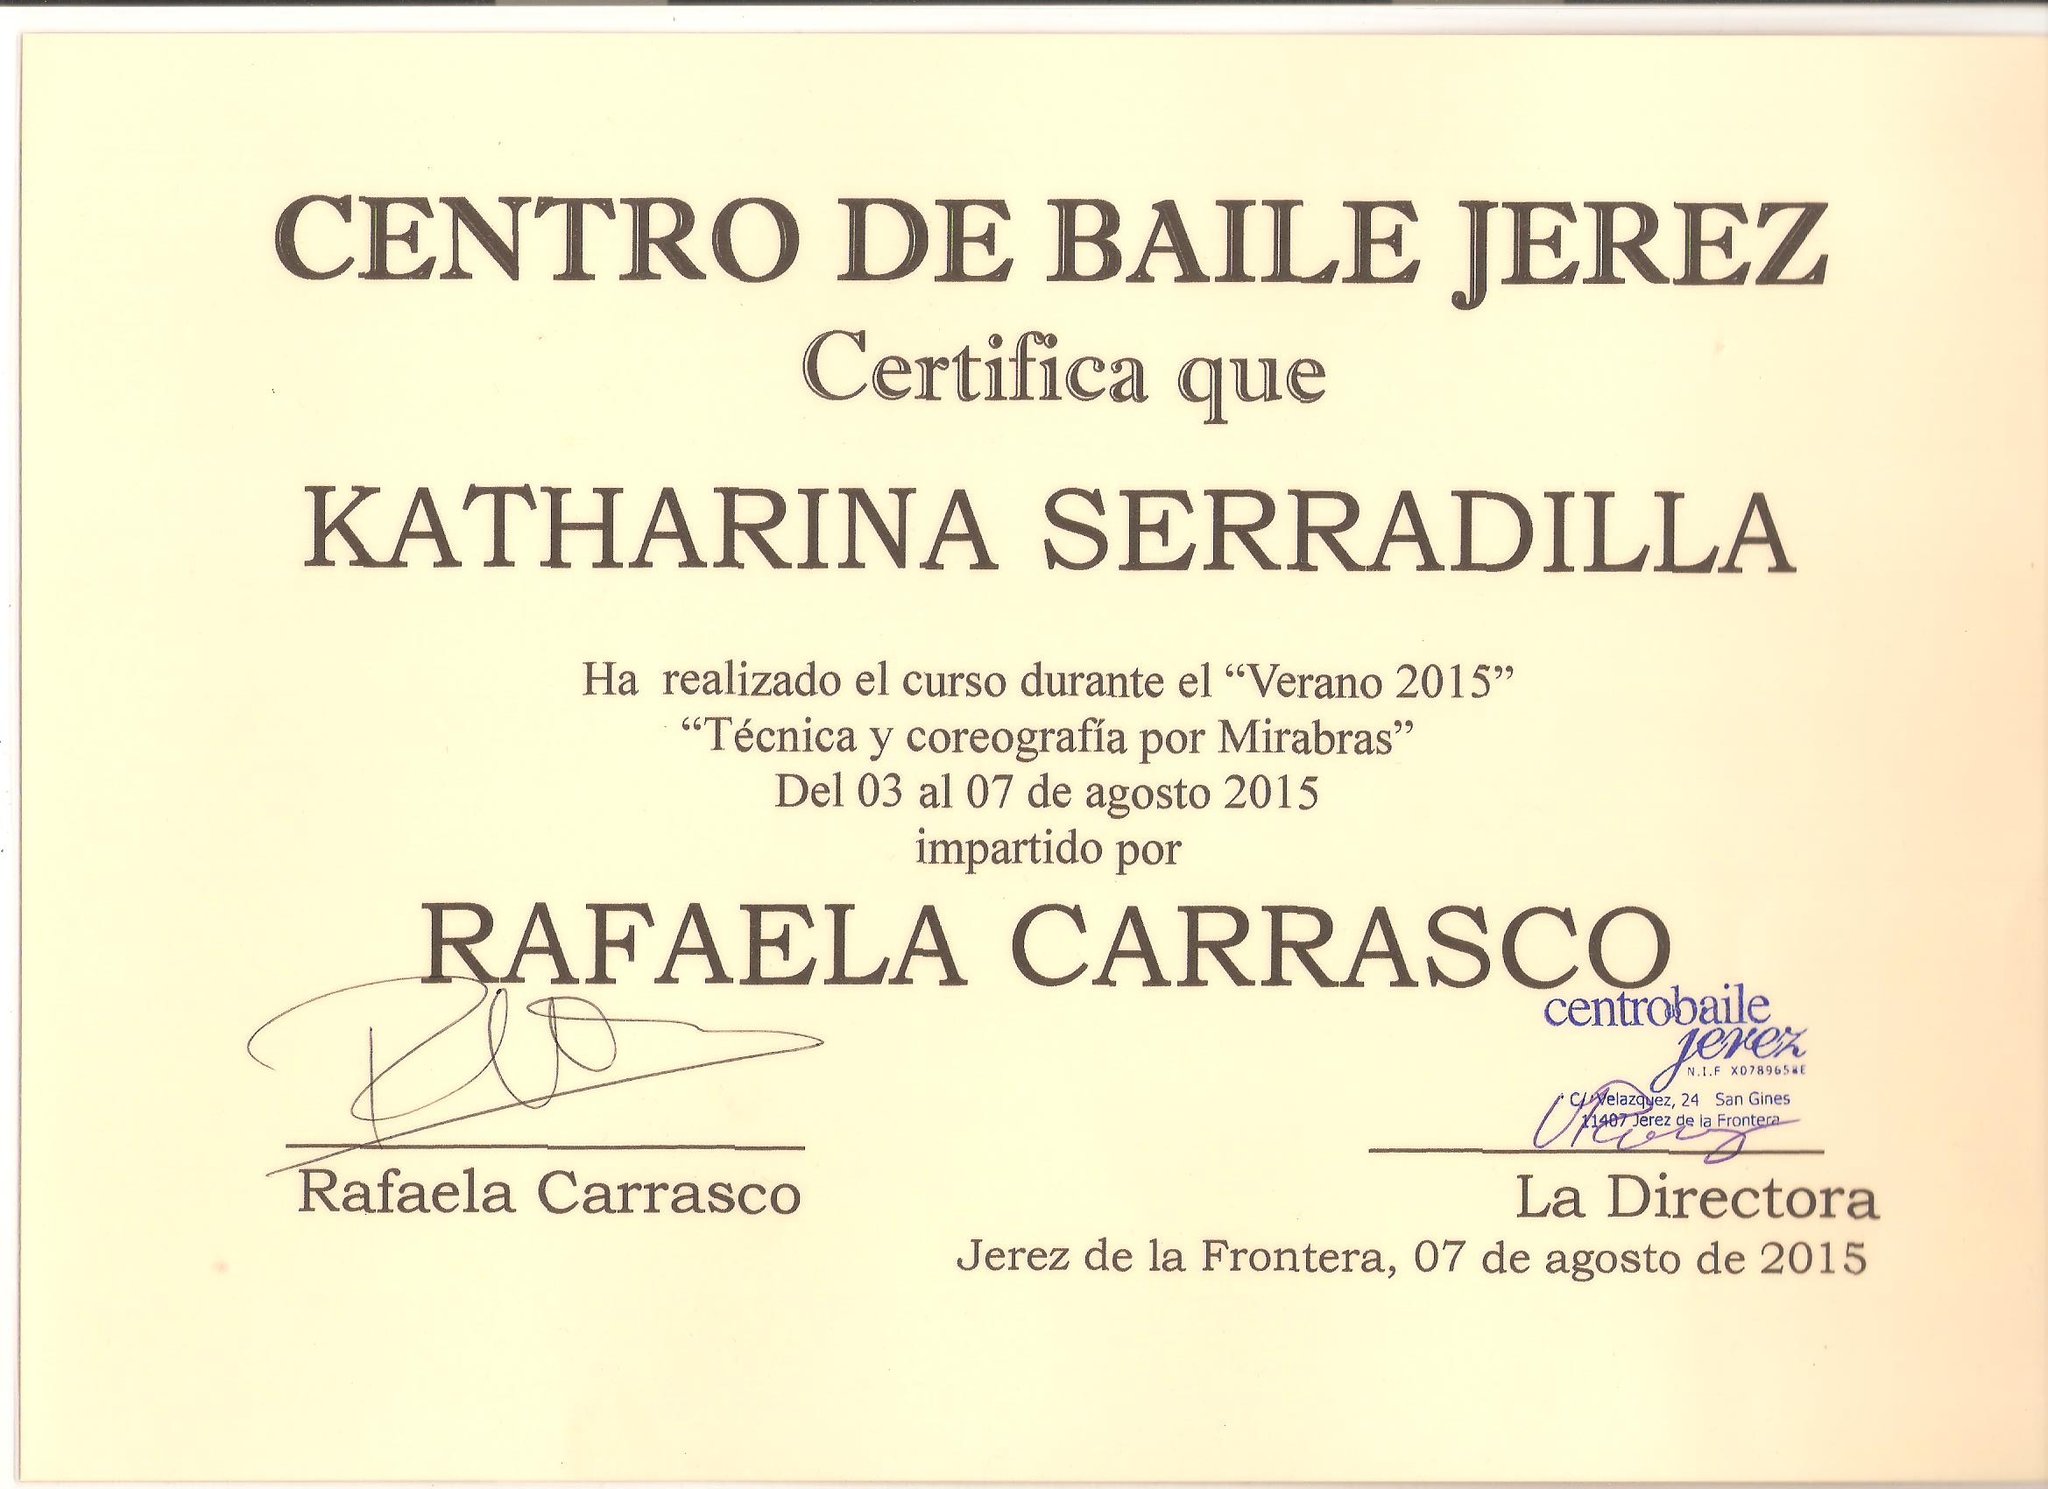 CENTRO DE BAILE JEREZ
Certifica que
KATHARINA SERRADILLA
Ha realizado el curso durante el “Verano 2015”
“Técnica y coreografía por Mirabras”
Del 03 al 07 de agosto 2015
impartido por
RAFAELA CARRASCO
centrobaile
jerez
N.I.F
C/ Velazquez, 24 San Gines
11407 Jerez de la Frontera
Rafaela Carrasco
La Directora
Jerez de la Frontera, 07 de agosto de 2015